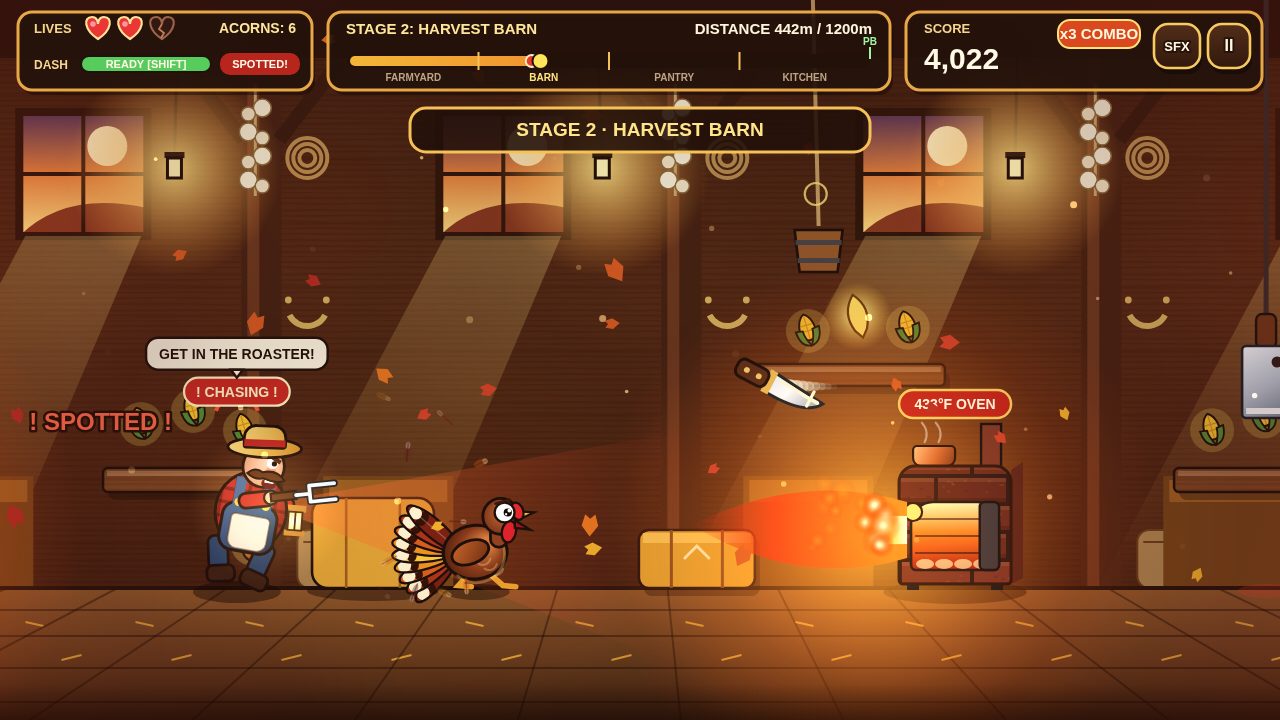 LIVES
ACORNS: 6
DASH
READY [SHIFT]
SPOTTED!
STAGE 2: HARVEST BARN
DISTANCE 442m / 1200m
PB
FARMYARD
BARN
PANTRY
KITCHEN
SCORE
4,022
x3 COMBO
SFX
II
STAGE 2 · HARVEST BARN
GET IN THE ROASTER!
! CHASING !
! SPOTTED !
°F OVEN